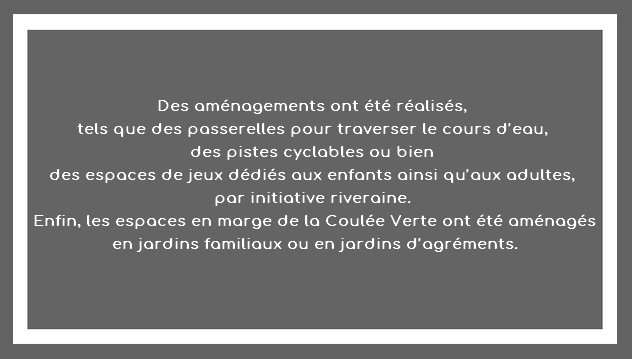 Des aménagements ont été réalisés,
tels que des passerelles pour traverser le cours d'eau,
des pistes cyclables ou bien
des espaces de jeux dédiés aux enfants ainsi qu'aux adultes,
par initiative riveraine.
Enfin, les espaces en marge de la Coulée Verte ont été aménagés
en jardins familiaux ou en jardins d'agréments.